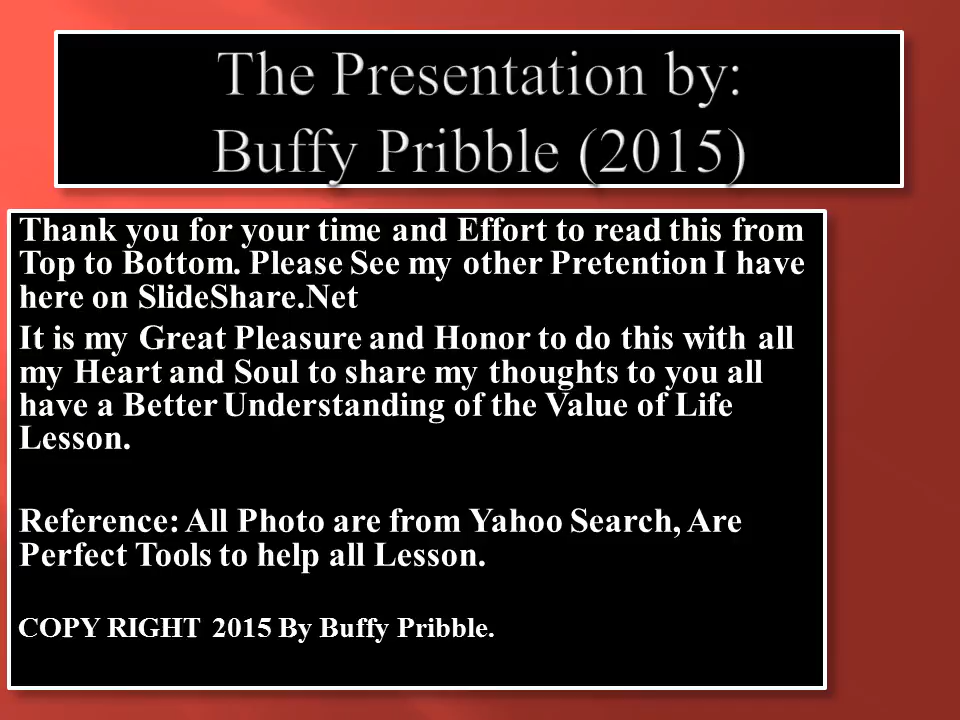 The Presentation by:
Buffy Pribble (2015)
Thank you for your time and Effort to read this from
Top to Bottom. Please See my other Pretention I have
here on SlideShare.Net
It is my Great Pleasure and Honor to do this with all
my Heart and Soul to share my thoughts to you all
have a Better Understanding of the Value of Life
Lesson.
Reference: All Photo are from Yahoo Search, Are
Perfect Tools to help all Lesson.
COPY RIGHT 2015 By Buffy Pribble.